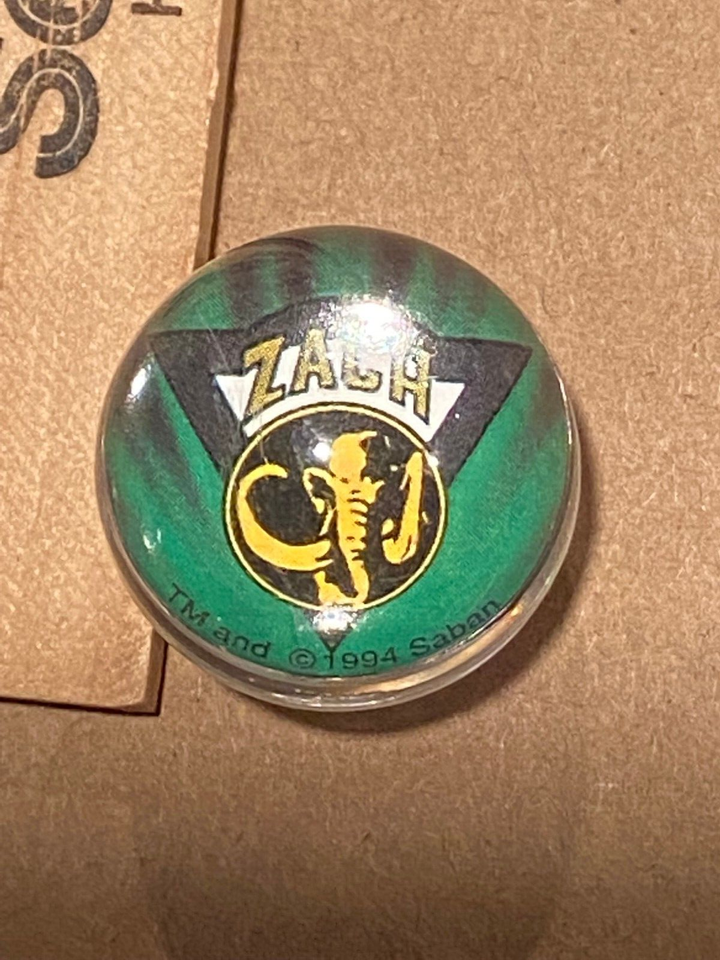 ZACH
TM and ©1994 Saban